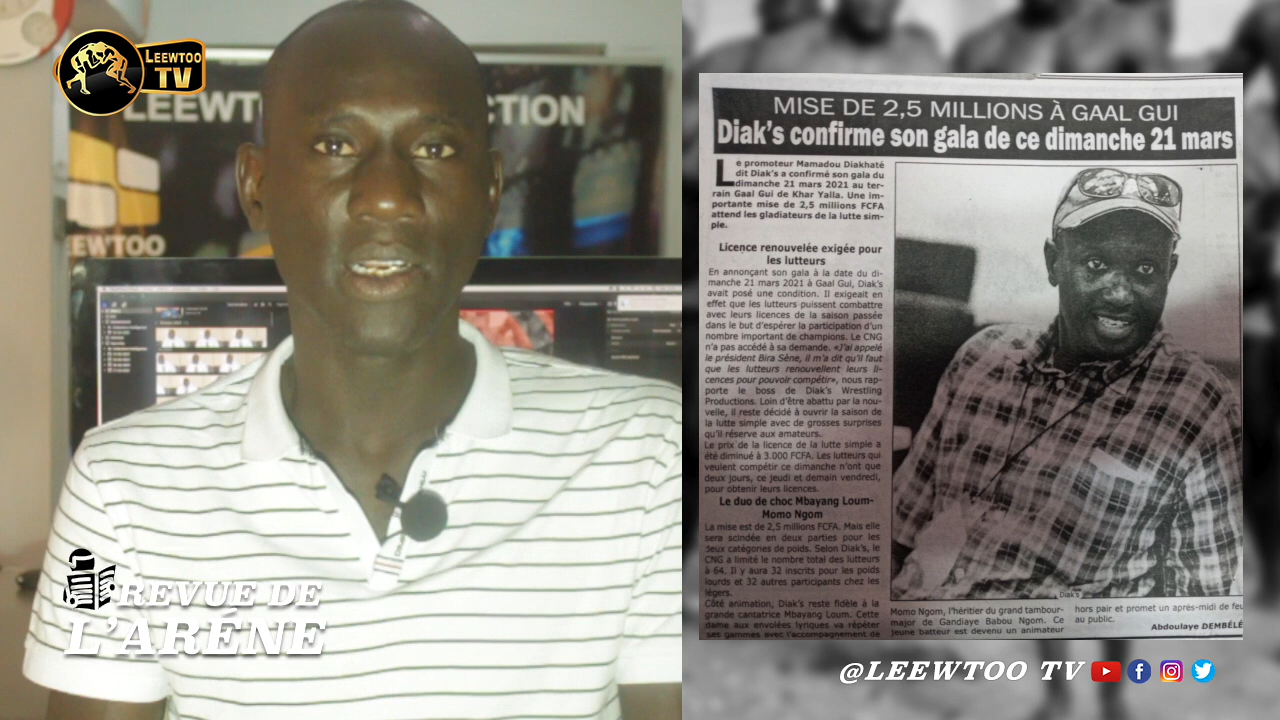 LEEWTOO
TV
LEEWT
CTION
EEWTOO
REVUE DE
L'ARÉNE
MISE DE 2,5 MILLIONS À GAAL GUI
Diak's confirme son gala de ce dimanche 21 mars
Le promoteur Mamadou Diakhaté
dit Diak's a confirmé son gala du
dimanche 21 mars 2021 au ter-
rain Gaal Gui de Khar Yalla. Une im-
portante mise de 2,5 millions FCFA
attend les gladiateurs de la lutte sim-
ple.
Licence renouvelée exigée pour
les lutteurs
En annonçant son gala à la date du di-
manche 21 mars 2021 à Gaal Gui, Diak's
avait posé une condition. Il exigeait en
effet que les lutteurs puissent combattre
avec leurs licences de la saison passée
dans le but d'espérer la participation d'un
nombre important de champions. Le CNG
n'a pas accédé à sa demande. «J'ai appelé
le président Bira Sène, il m'a dit qu'il faut
que les lutteurs renouvellent leurs li-
cences pour pouvoir compétir», nous rap-
porte le boss de Diak's Wrestling
Productions. Loin d'être abattu par la nou-
velle, il reste décidé à ouvrir la saison de
la lutte simple avec de grosses surprises
qu'il réserve aux amateurs.
Le prix de la licence de la lutte simple a
été diminué à 3.000 FCFA. Les lutteurs qui
veulent compétir ce dimanche n'ont que
deux jours, ce jeudi et demain vendredi,
pour obtenir leurs licences.
Le duo de choc Mbayang Loum-
Momo Ngom
La mise est de 2,5 millions FCFA. Mais elle
sera scindée en deux parties pour les
deux catégories de poids. Selon Diak's, le
CNG a limité le nombre total des lutteurs
à 64. Il y aura 32 inscrits pour les poids
lourds et 32 autres participants chez les
légers.
Côté animation, Diak's reste fidèle à la
grande cantatrice Mbayang Loum. Cette
dame aux envolées lyriques va répéter
ses gammes avec l'accompagnement de
Diak's
Momo Ngom, l'héritier du grand tambour-
major de Gandiaye Babou Ngom. Ce
jeune batteur est devenu un animateur
hors pair et promet un après-midi de feu
au public.
Abdoulaye DEMBÉLÉ
@LEEWTOO TV